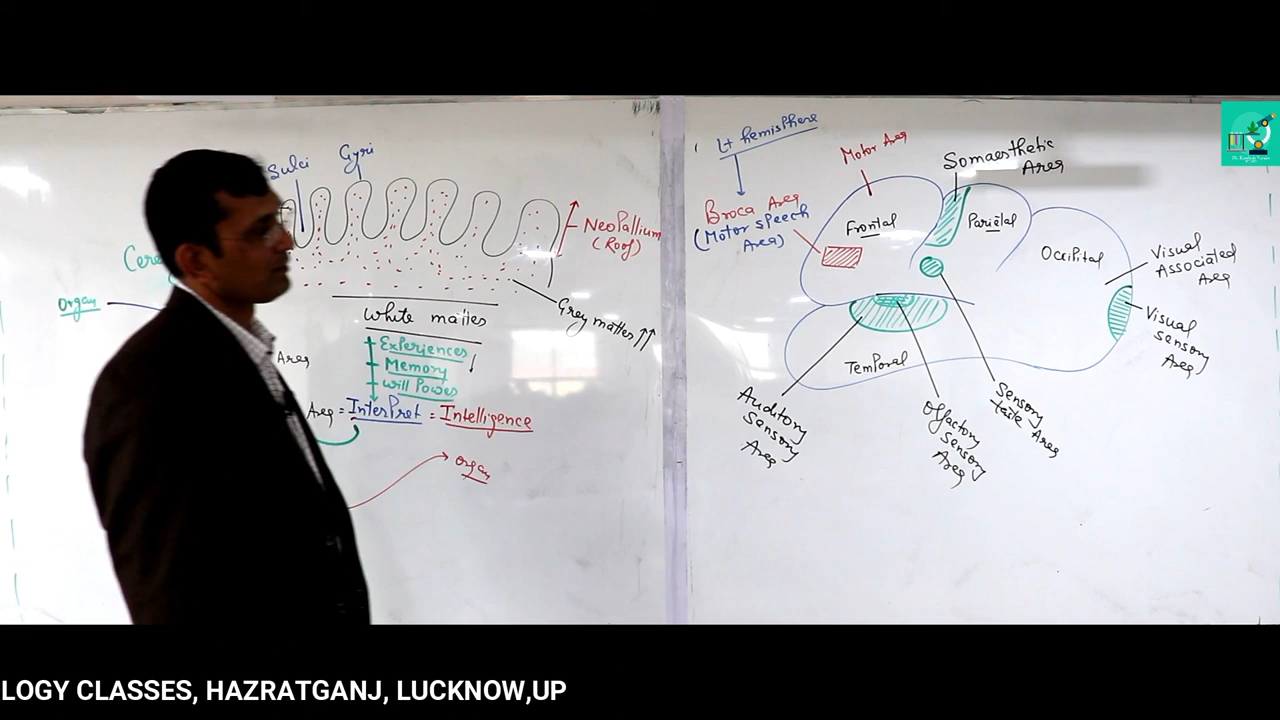 Sulci
Gyri
NeoPallium
(Roof)
Cere
Organ
White matter
Grey matter ↑↑
Experiences
Memory
Will Power
Area
Area = InterPret = Intelligence
organ
Lt hemisphere
Broca Area
(Motor speech
Area)
Motor Area
Somaesthetic
Area
Frontal
Parietal
Occipital
Temporal
Visual
Associated
Area
Visual
Sensory
Area
Auditory
Sensory
Area
Olfactory
Sensory
Area
Sensory
taste Area
LOGY CLASSES, HAZRATGANJ, LUCKNOW,UP